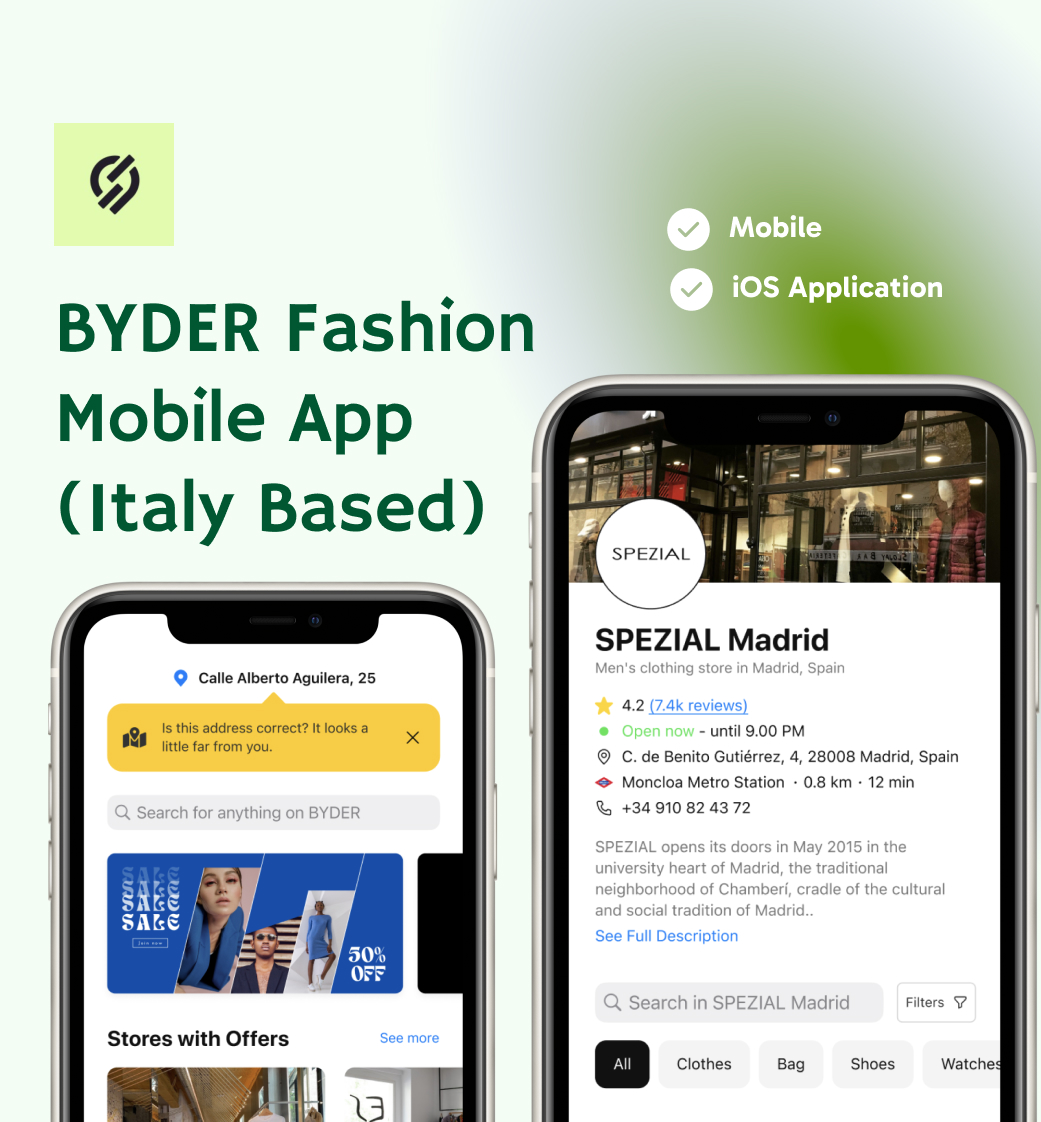 Mobile
iOS Application
BYDER Fashion
Mobile App
(Italy Based)
Calle Alberto Aguilera, 25
Is this address correct? It looks a
little far from you.
Search for anything on BYDER
SALE
SALE
SALE
SALE
Join now
50%
OFF
Stores with Offers
See more
SPEZIAL
SPEZIAL Madrid
Men's clothing store in Madrid, Spain
4.2 (7.4k reviews)
Open now - until 9.00 PM
C. de Benito Gutiérrez, 4, 28008 Madrid, Spain
Moncloa Metro Station · 0.8 km · 12 min
+34 910 82 43 72
SPEZIAL opens its doors in May 2015 in the
university heart of Madrid, the traditional
neighborhood of Chamberí, cradle of the cultural
and social tradition of Madrid..
See Full Description
Search in SPEZIAL Madrid
Filters
All
Clothes
Bag
Shoes
Watches